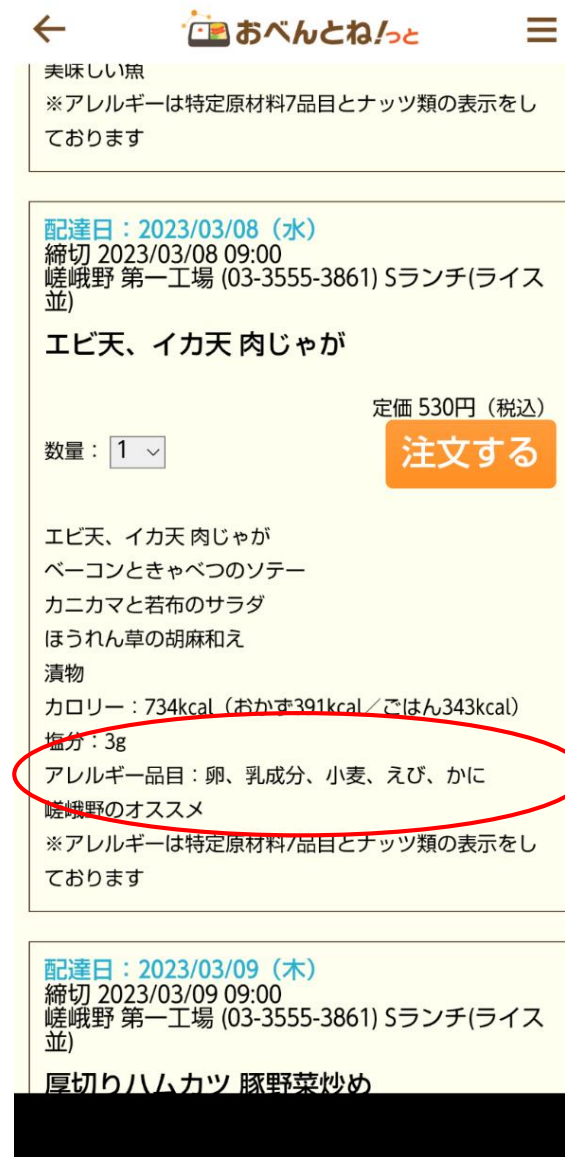 おべんとね!っと
美味しい魚
※アレルギーは特定原材料7品目とナッツ類の表示をし
ております
配達日：2023/03/08（水）
締切 2023/03/08 09:00
嵯峨野 第一工場 (03-3555-3861) Sランチ(ライス
並)
エビ天、イカ天 肉じゃが
定価 530円（税込）
数量： 1
注文する
エビ天、イカ天 肉じゃが
ベーコンときゃべつのソテー
カニカマと若布のサラダ
ほうれん草の胡麻和え
漬物
カロリー：734kcal（おかず391kcal／ごはん343kcal）
塩分：3g
アレルギー品目：卵、乳成分、小麦、えび、かに
嵯峨野のオススメ
※アレルギーは特定原材料7品目とナッツ類の表示をし
ております
配達日：2023/03/09（木）
締切 2023/03/09 09:00
嵯峨野 第一工場 (03-3555-3861) Sランチ(ライス
並)
厚切りハムカツ 豚野菜炒め